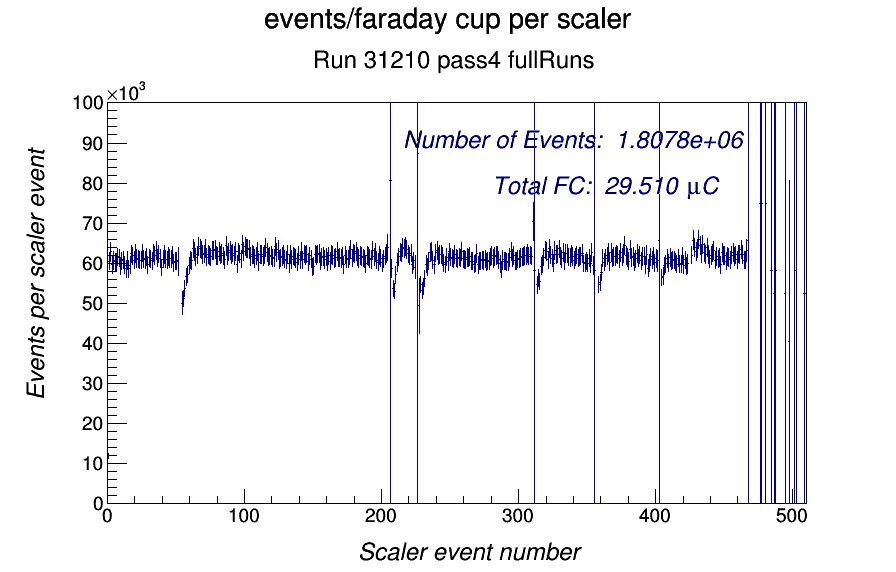 events/faraday cup per scaler
Run 31210 pass4 fullRuns
×10³
100
90
80
70
60
50
40
30
20
10
0
Events per scaler event
Number of Events: 1.8078e+06
Total FC: 29.510 μC
0 100 200 300 400 500
Scaler event number